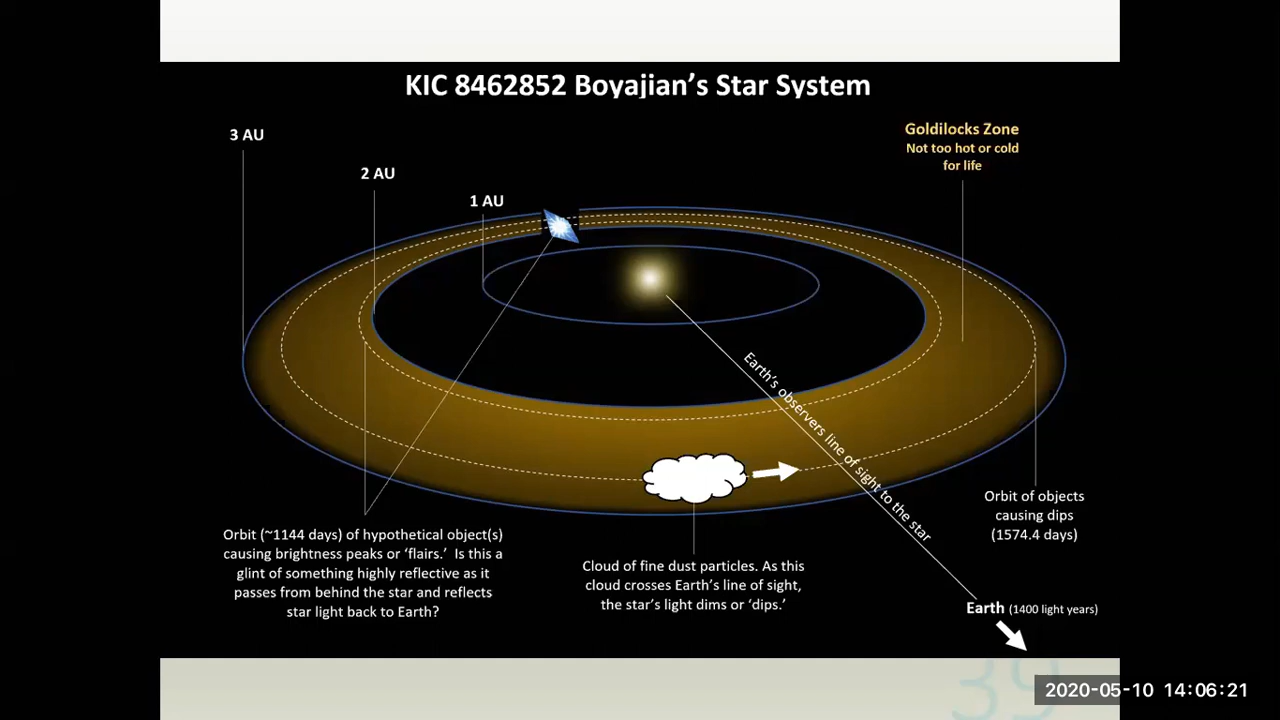 KIC 8462852 Boyajian's Star System
3 AU
2 AU
1 AU
Goldilocks Zone
Not too hot or cold
for life
Earth's observers line of sight to the star
Orbit of objects
causing dips
(1574.4 days)
Orbit (~1144 days) of hypothetical object(s)
causing brightness peaks or 'flairs.' Is this a
glint of something highly reflective as it
passes from behind the star and reflects
star light back to Earth?
Cloud of fine dust particles. As this
cloud crosses Earth's line of sight,
the star's light dims or 'dips.'
Earth (1400 light years)
39
2020-05-10 14:06:21